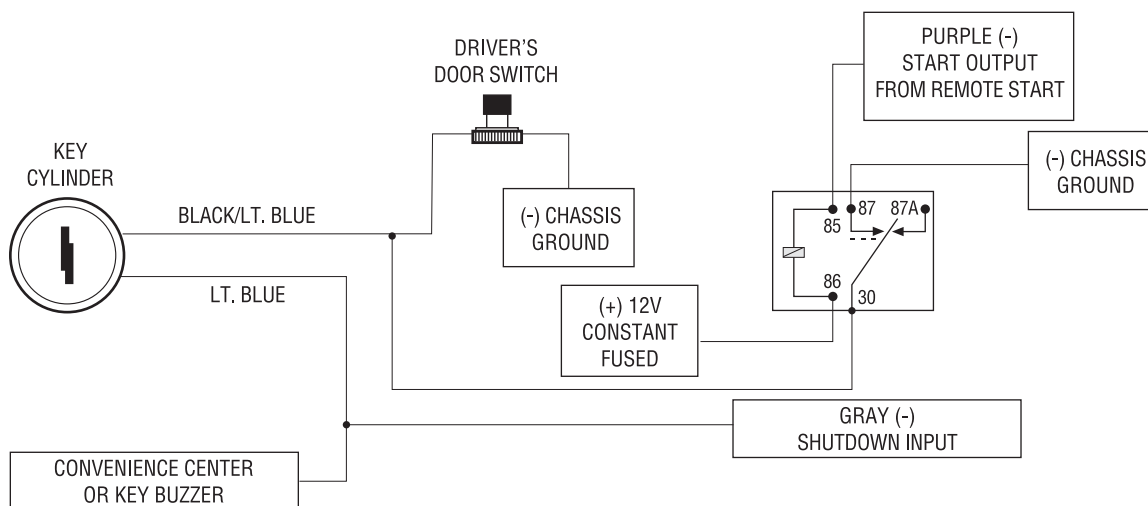 DRIVER'S
DOOR SWITCH
PURPLE (-)
START OUTPUT
FROM REMOTE START
KEY
CYLINDER
(-) CHASSIS
GROUND
BLACK/LT. BLUE
(-) CHASSIS
GROUND
85
87
87A
LT. BLUE
(+) 12V
CONSTANT
FUSED
86
30
GRAY (-)
SHUTDOWN INPUT
CONVENIENCE CENTER
OR KEY BUZZER